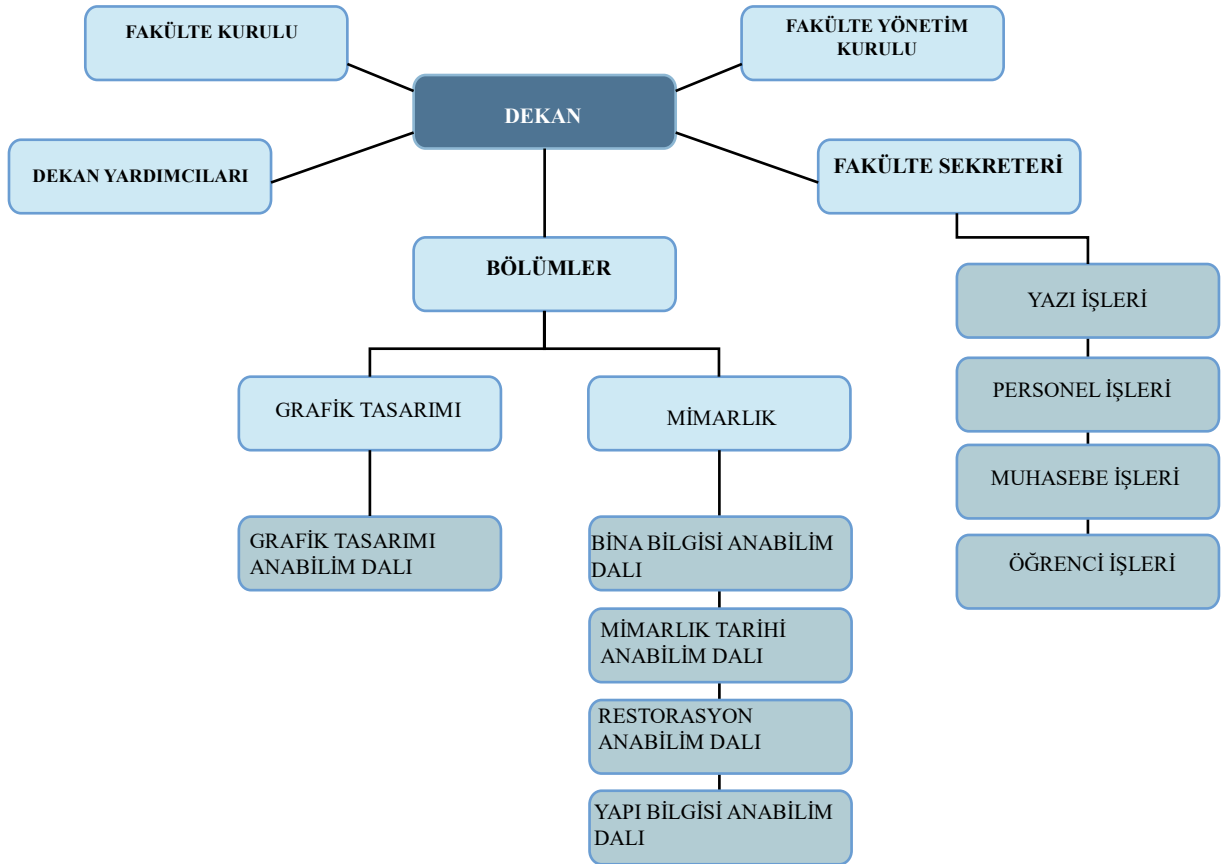 FAKÜLTE KURULU
FAKÜLTE YÖNETİM
KURULU
DEKAN
DEKAN YARDIMCILARI
FAKÜLTE SEKRETERİ
BÖLÜMLER
YAZI İŞLERİ
PERSONEL İŞLERİ
MUHASEBE İŞLERİ
ÖĞRENCİ İŞLERİ
GRAFİK TASARIMI
MİMARLIK
GRAFİK TASARIMI
ANABİLİM DALI
BİNA BİLGİSİ ANABİLİM
DALI
MİMARLIK TARİHİ
ANABİLİM DALI
RESTORASYON
ANABİLİM DALI
YAPI BİLGİSİ ANABİLİM
DALI